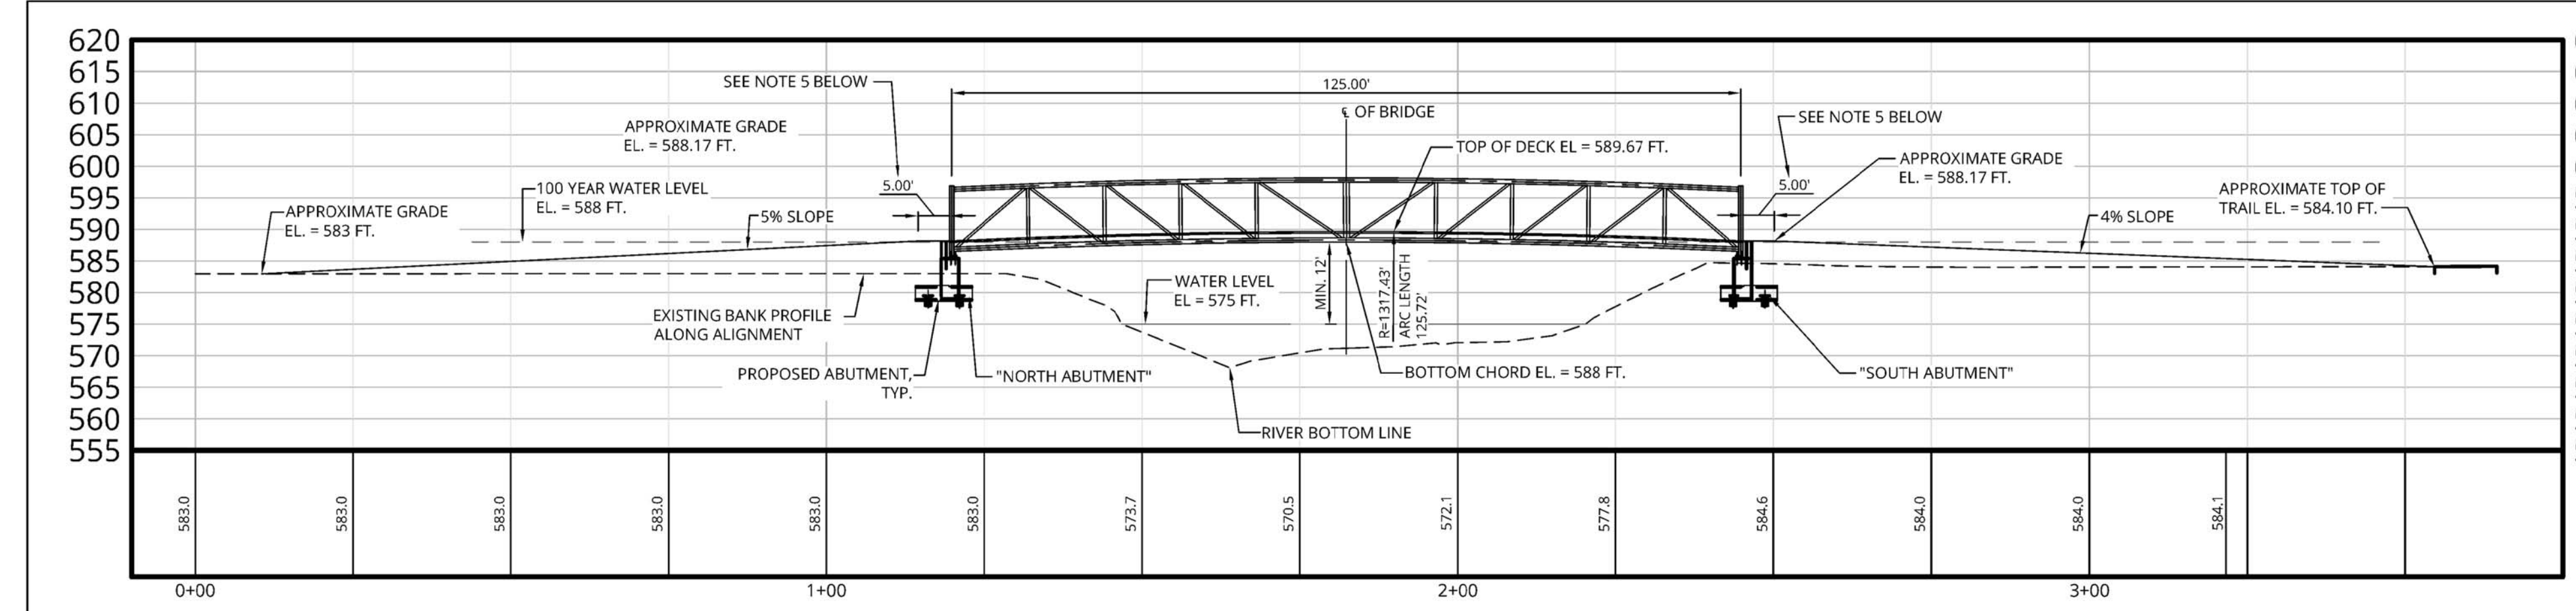 620
615
610
605
600
595
590
585
580
575
570
565
560
555
SEE NOTE 5 BELOW
APPROXIMATE GRADE
EL. = 588.17 FT.
100 YEAR WATER LEVEL
EL. = 588 FT.
APPROXIMATE GRADE
EL. = 583 FT.
5% SLOPE
5.00'
125.00'
℄ OF BRIDGE
TOP OF DECK EL = 589.67 FT.
SEE NOTE 5 BELOW
APPROXIMATE GRADE
EL. = 588.17 FT.
5.00'
APPROXIMATE TOP OF
TRAIL EL. = 584.10 FT.
4% SLOPE
WATER LEVEL
EL = 575 FT.
MIN. 12'
R=1317.43'
ARC LENGTH
125.72'
EXISTING BANK PROFILE
ALONG ALIGNMENT
PROPOSED ABUTMENT,
TYP.
"NORTH ABUTMENT"
BOTTOM CHORD EL. = 588 FT.
"SOUTH ABUTMENT"
RIVER BOTTOM LINE
583.0
583.0
583.0
583.0
583.0
583.0
573.7
570.5
572.1
577.8
584.6
584.0
584.0
584.1
0+00
1+00
2+00
3+00